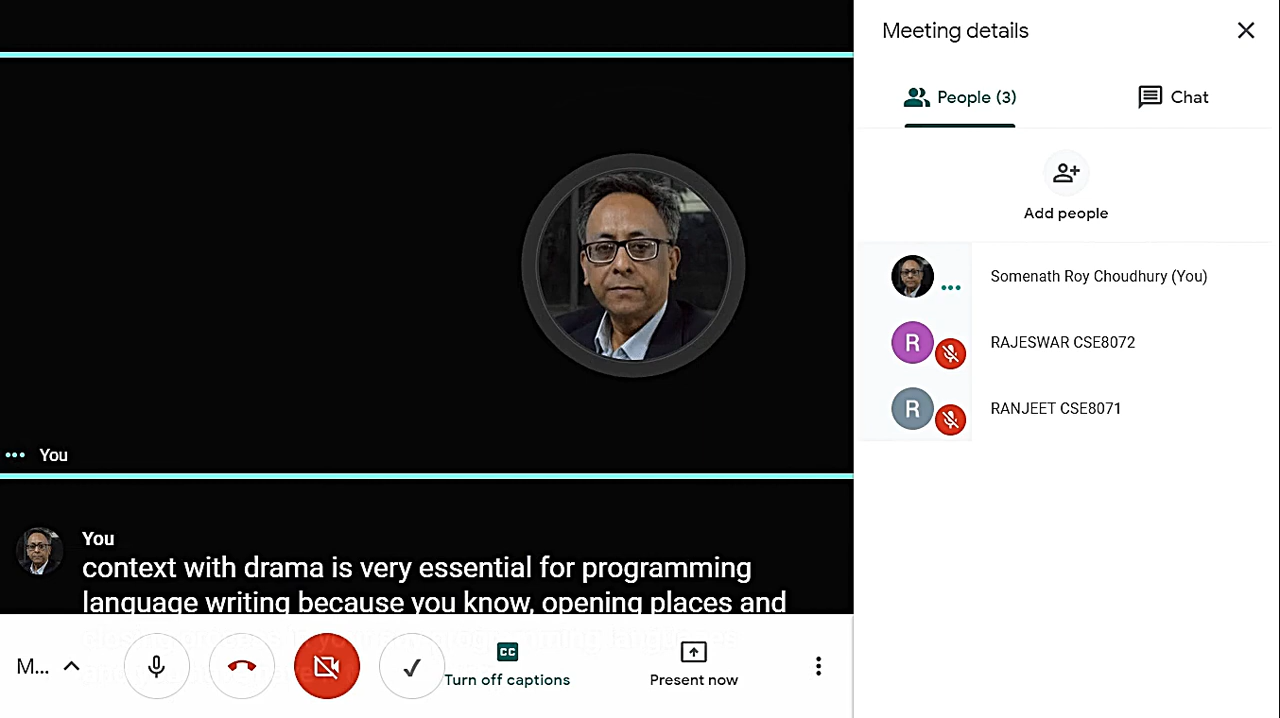 Meeting details
People (3)
Chat
Add people
Somenath Roy Choudhury (You)
R
RAJESWAR CSE8072
R
RANJEET CSE8071
You
You
context with drama is very essential for programming
language writing because you know, opening places and
M...
CC
Turn off captions
Present now